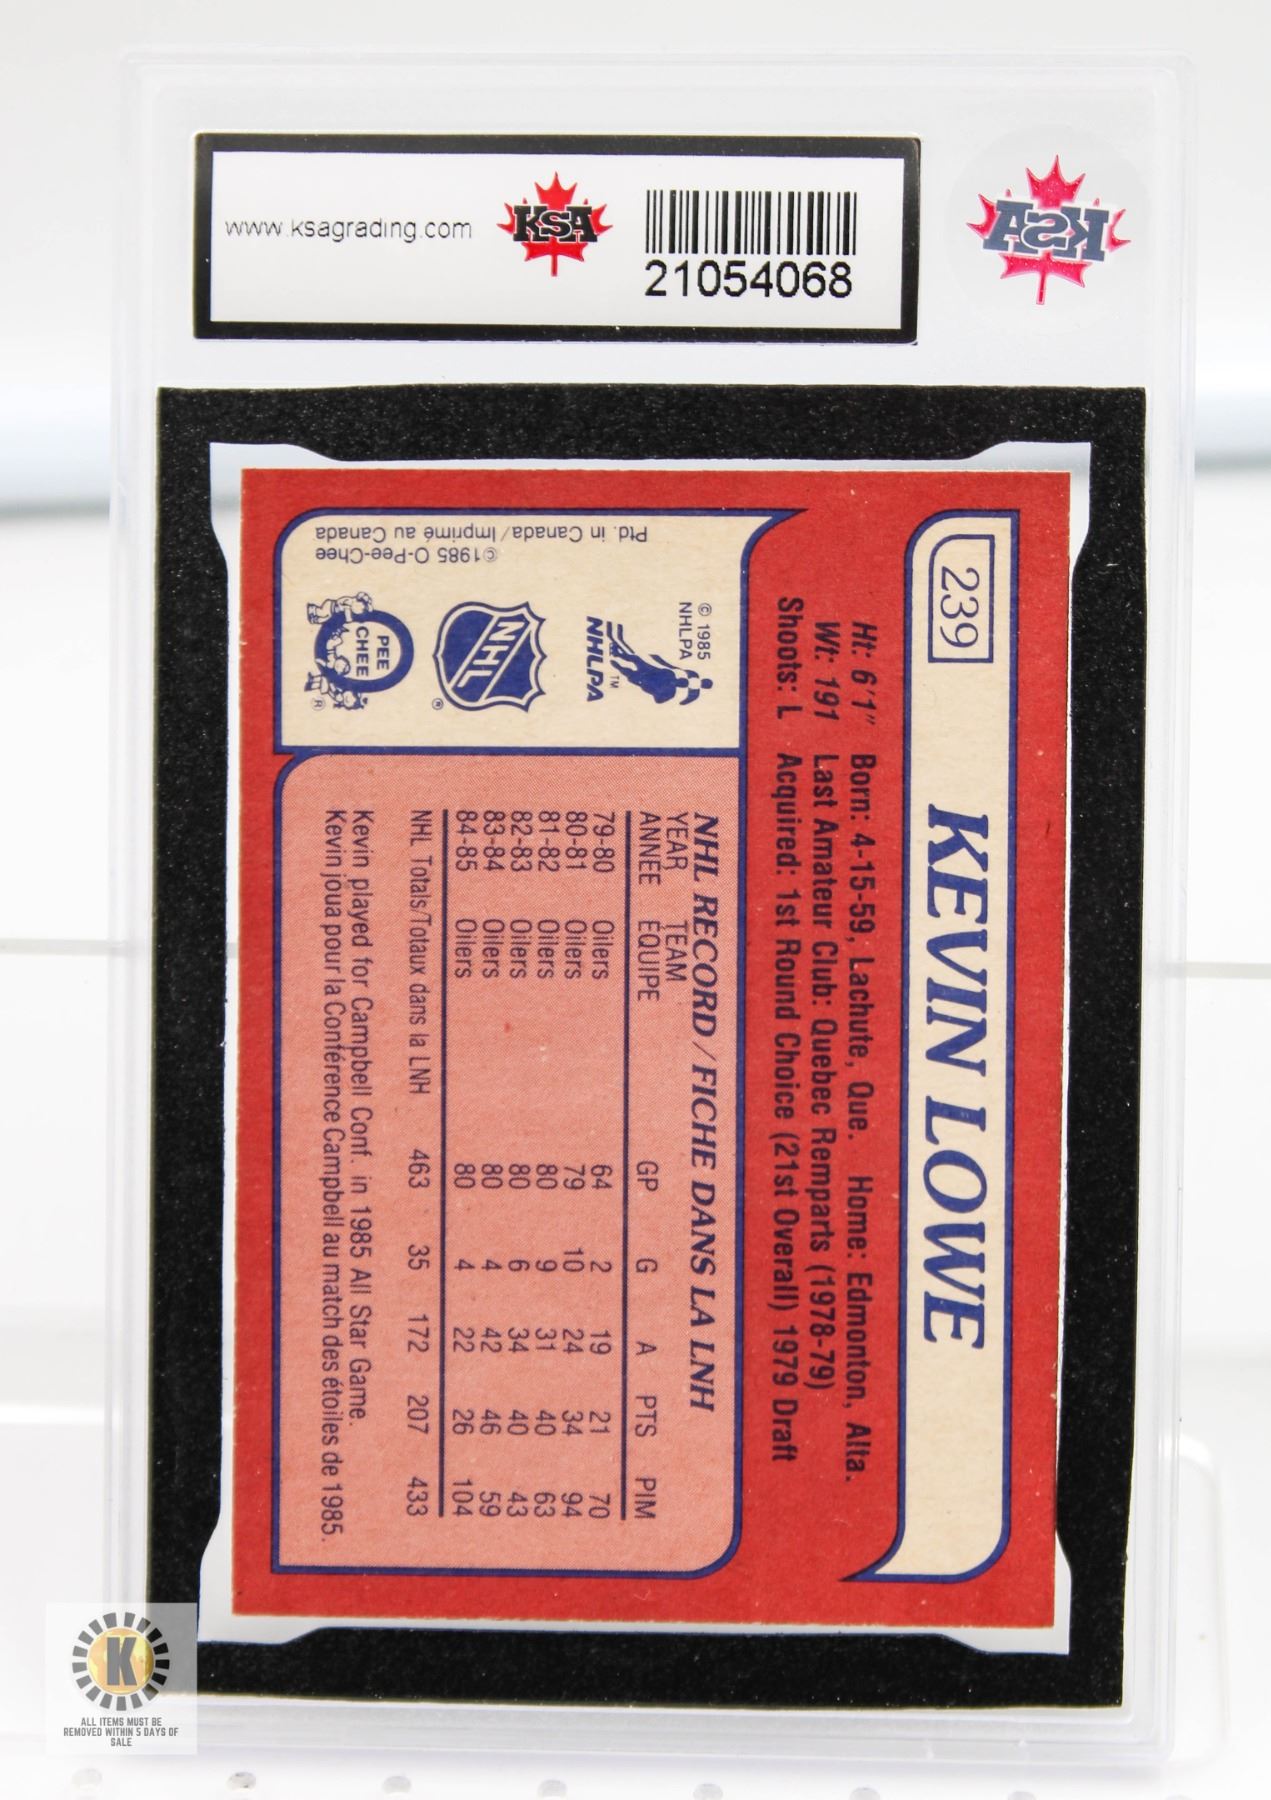 www.ksagrading.com
KSA
21054068
KSA
239
KEVIN LOWE
Ht: 6'1" Born: 4-15-59, Lachute, Que. Home: Edmonton, Alta.
Wt: 191 Last Amateur Club: Quebec Remparts (1978-79)
Shoots: L Acquired: 1st Round Choice (21st Overall) 1979 Draft
© 1985
NHLPA
NHLPA™
NHL®
PEE
CHEE
®
©1985 O-Pee-Chee
Ptd. in Canada/Imprimé au Canada
NHL RECORD/FICHE DANS LA LNH
YEAR TEAM
ANNÉE EQUIPE GP G A PTS PIM
79-80 Oilers 64 2 19 21 70
80-81 Oilers 79 10 24 34 94
81-82 Oilers 80 9 31 40 63
82-83 Oilers 80 6 34 40 43
83-84 Oilers 80 4 42 46 59
84-85 Oilers 80 4 22 26 104
NHL Totals/Totaux dans la LNH 463 35 172 207 433
Kevin played for Campbell Conf. in 1985 All Star Game.
Kevin joua pour la Conférence Campbell au match des étoiles de 1985.
K
ALL ITEMS MUST BE
REMOVED WITHIN 5 DAYS OF
SALE